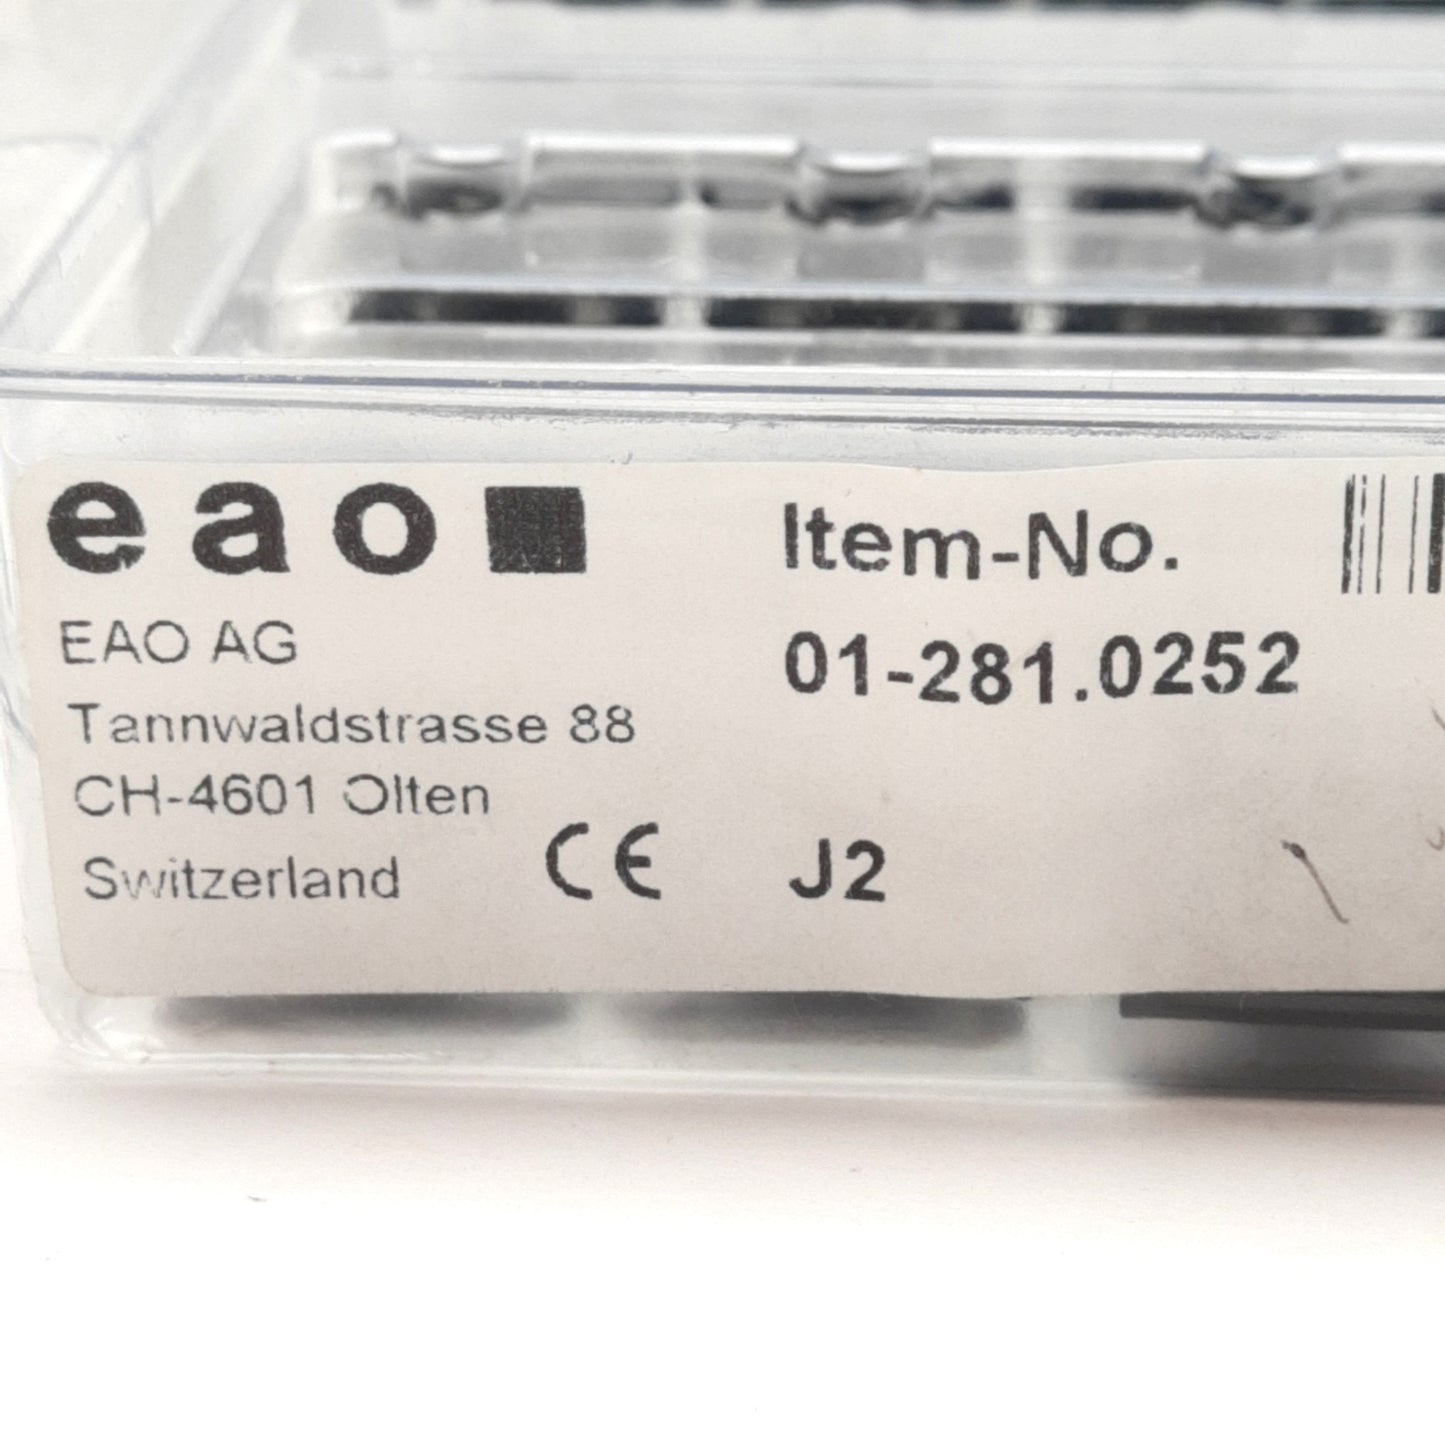 eao
EAO AG
Tannwaldstrasse 88
CH-4601 Olten
Switzerland
CE
Item-No.
01-281.0252
J2